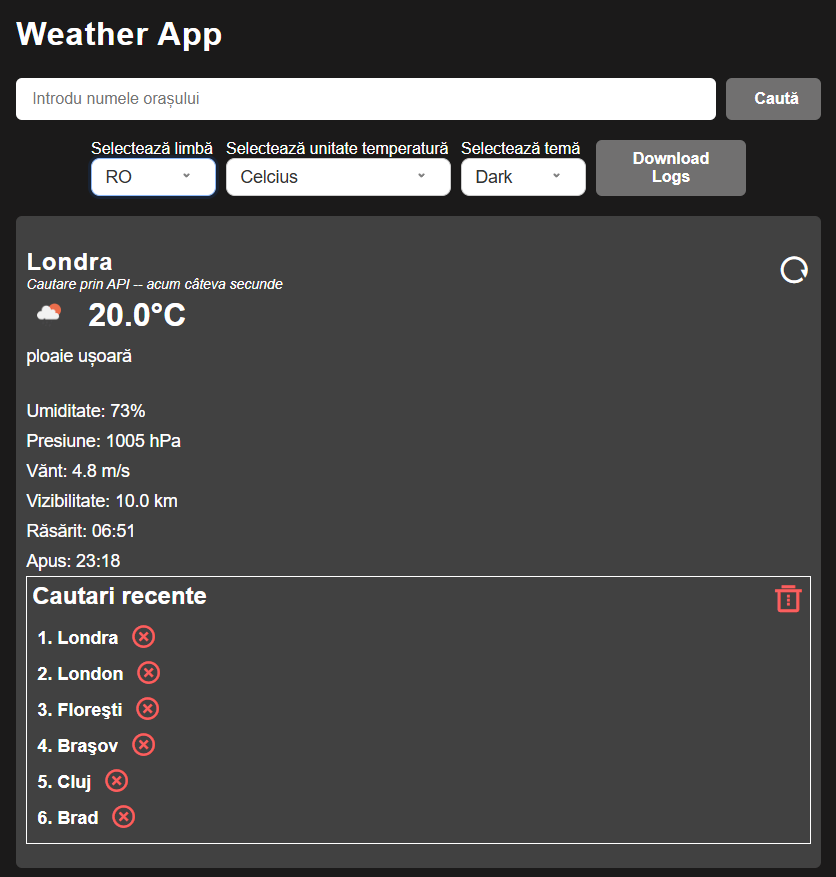 Weather App
Introdu numele orașului
Caută
Selectează limbă
Selectează unitate temperatură
Selectează temă
RO
Celcius
Dark
Download
Logs
Londra
Cautare prin API -- acum câteva secunde
20.0°C
ploaie ușoară
Umiditate: 73%
Presiune: 1005 hPa
Vănt: 4.8 m/s
Vizibilitate: 10.0 km
Răsărit: 06:51
Apus: 23:18
Cautari recente
1. Londra
2. London
3. Floreşti
4. Braşov
5. Cluj
6. Brad